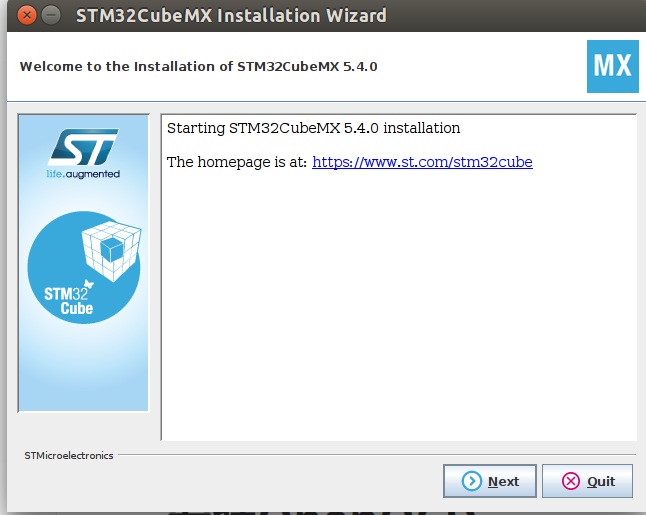 STM32CubeMX Installation Wizard
Welcome to the Installation of STM32CubeMX 5.4.0
MX
ST
life.augmented
STM32
Cube
Starting STM32CubeMX 5.4.0 installation
The homepage is at: https://www.st.com/stm32cube
STMicroelectronics
Next
Quit